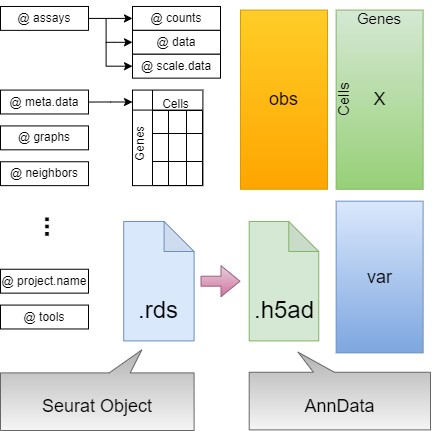 @ assays
@ counts
@ data
@ scale.data
@ meta.data
Cells
Genes
@ graphs
@ neighbors
...
@ project.name
@ tools
obs
Genes
Cells
X
var
.rds
.h5ad
Seurat Object
AnnData